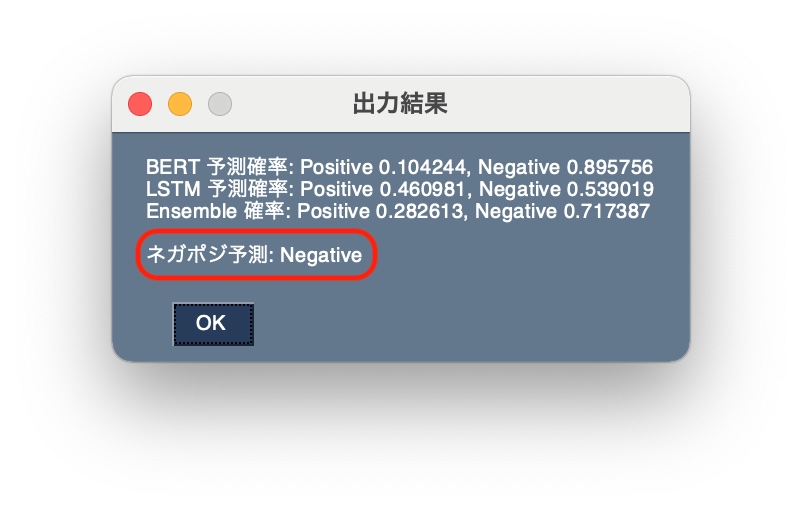 出力結果
BERT 予測確率: Positive 0.104244, Negative 0.895756
LSTM 予測確率: Positive 0.460981, Negative 0.539019
Ensemble 確率: Positive 0.282613, Negative 0.717387
ネガポジ予測: Negative
OK